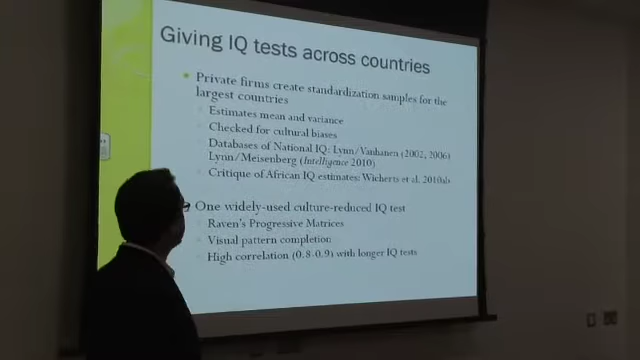 Giving IQ tests across countries
Private firms create standardization samples for the
largest countries
Estimates mean and variance
Checked for cultural biases
Databases of National IQ: Lynn/Vanhanen (2002, 2006)
Lynn/Meisenberg (Intelligence 2010)
Critique of African IQ estimates: Wicherts et al. 2010ab
One widely-used culture-reduced IQ test
Raven's Progressive Matrices
Visual pattern completion
High correlation (0.8-0.9) with longer IQ tests